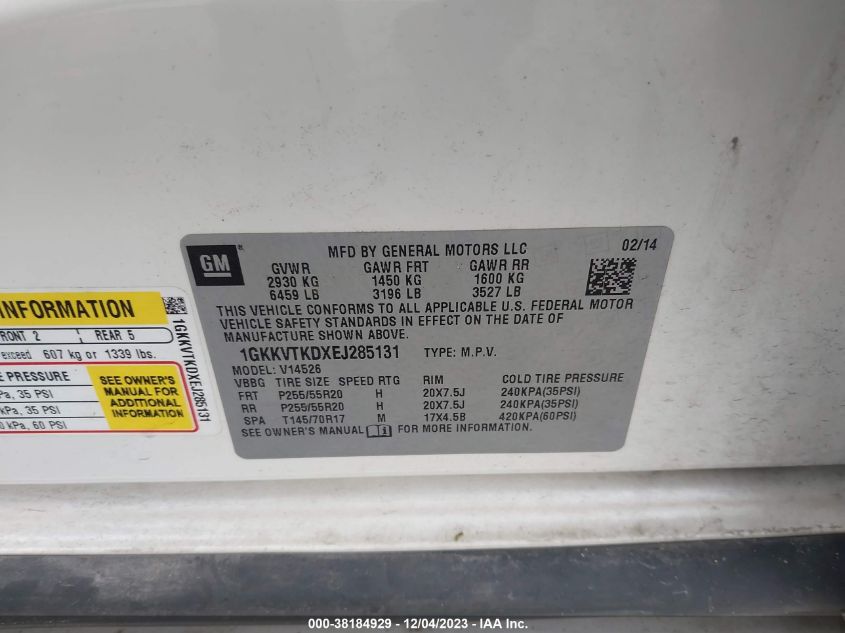 GM
MFD BY GENERAL MOTORS LLC 02/14
GVWR GAWR FRT GAWR RR
2930 KG 1450 KG 1600 KG
6459 LB 3196 LB 3527 LB
THIS VEHICLE CONFORMS TO ALL APPLICABLE U.S. FEDERAL MOTOR
VEHICLE SAFETY STANDARDS IN EFFECT ON THE DATE OF
MANUFACTURE SHOWN ABOVE.
1GKKVTKDXEJ285131 TYPE: M.P.V.
MODEL: V14526
VBBG TIRE SIZE SPEED RTG RIM COLD TIRE PRESSURE
FRT P255/55R20 H 20X7.5J 240KPA(35PSI)
RR P255/55R20 H 20X7.5J 240KPA(35PSI)
SPA T145/70R17 M 17X4.5B 420KPA(60PSI)
SEE OWNER'S MANUAL i FOR MORE INFORMATION.
INFORMATION
FRONT 2 REAR 5
exceed 607 kg or 1339 lbs.
PRESSURE
Pa, 35 PSI
kPa, 35 PSI
kPa, 60 PSI
SEE OWNER'S
MANUAL FOR
ADDITIONAL
INFORMATION
1GKKVTKDXEJ285131
000-38184929 - 12/04/2023 - IAA Inc.